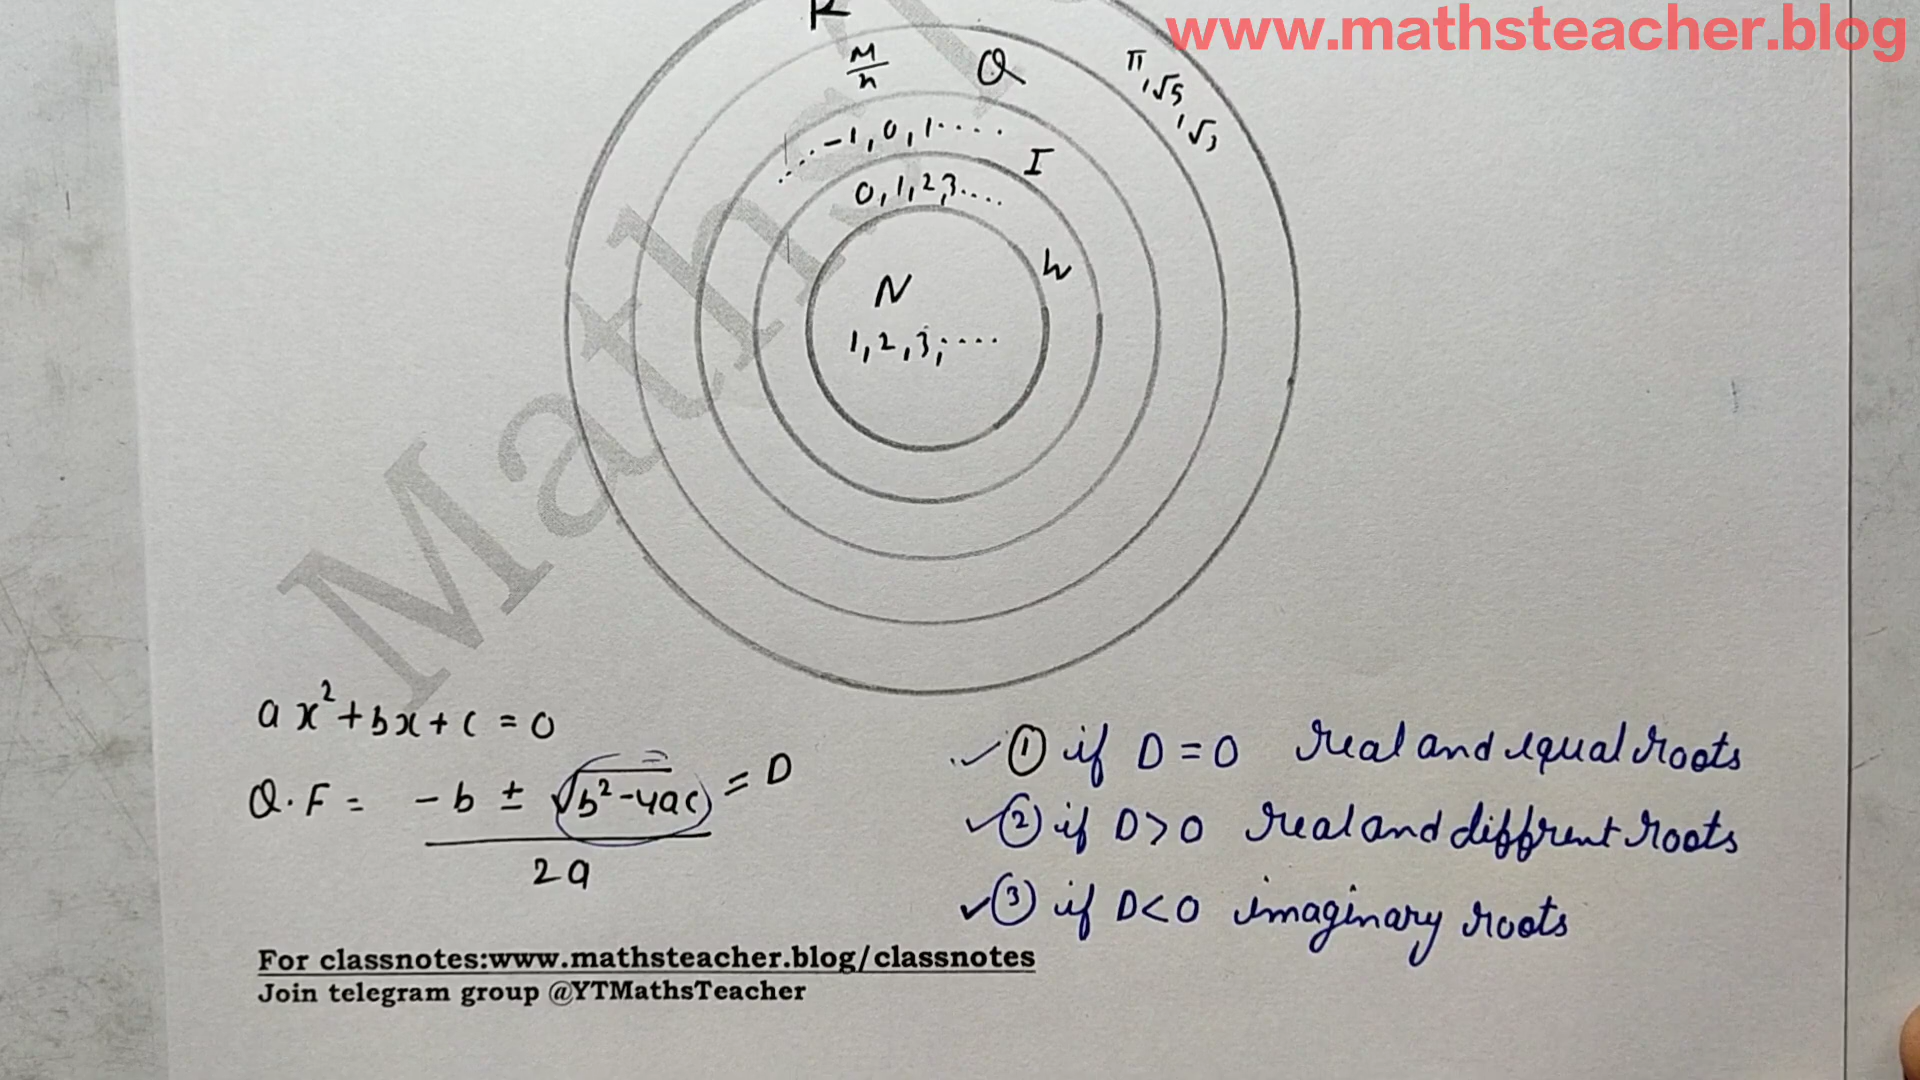 www.mathsteacher.blog
R
M/n Q π, √5, √3
....-1, 0, 1.....
I
0, 1, 2, 3.....
W
N
1, 2, 3, .....
ax²+bx+c = 0
Q.F = -b ± √b²-4ac = D
2a
① if D = 0 real and equal roots
② if D > 0 real and diffrent roots
③ if D < 0 imaginary roots
For classnotes:www.mathsteacher.blog/classnotes
Join telegram group @YTMathsTeacher